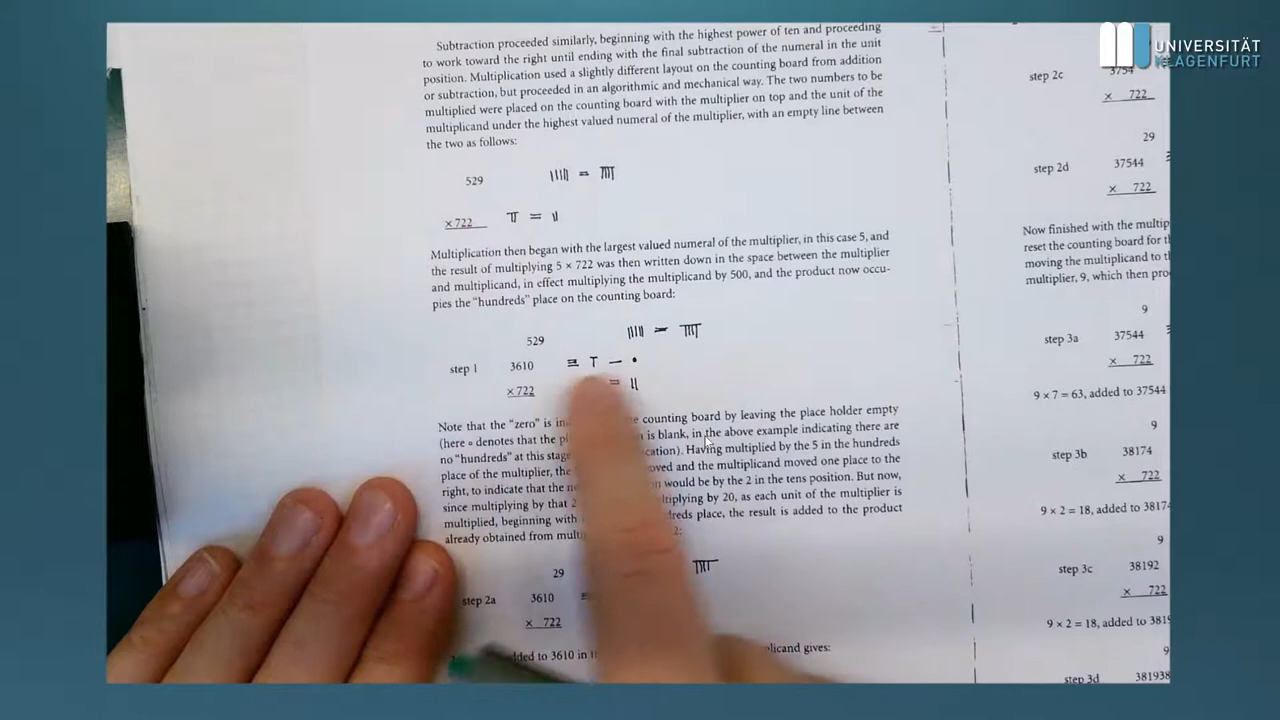 UNIVERSITÄT
KLAGENFURT
Subtraction proceeded similarly, beginning with the highest power of ten and proceeding
to work toward the right until ending with the final subtraction of the numeral in the unit
position. Multiplication used a slightly different layout on the counting board from addition
or subtraction, but proceeded in an algorithmic and mechanical way. The two numbers to be
multiplied were placed on the counting board with the multiplier on top and the unit of the
multiplicand under the highest valued numeral of the multiplier, with an empty line between
the two as follows:
529
×722
Multiplication then began with the largest valued numeral of the multiplier, in this case 5, and
the result of multiplying 5 × 722 was then written down in the space between the multiplier
and multiplicand, in effect multiplying the multiplicand by 500, and the product now occu-
pies the "hundreds" place on the counting board:
529
step 1 3610
×722
Note that the "zero" is in counting board by leaving the place holder empty
(here ∘ denotes that the is blank, in the above example indicating there are
no "hundreds" at this stage Having multiplied by the 5 in the hundreds
place of the multiplier, the and the multiplicand moved one place to the
right, to indicate that the would be by the 2 in the tens position. But now,
since multiplying by that by 20, as each unit of the multiplier is
multiplied, beginning with place, the result is added to the product
already obtained from 2:
29
step 2a 3610
× 722
added to 3610 in gives:
step 2c 3754
× 722
29
step 2d 37544
× 722
Now finished with the multip
reset the counting board for t
moving the multiplicand to t
multiplier, 9, which then pro
9
step 3a 37544
× 722
9 × 7 = 63, added to 37544
9
step 3b 38174
× 722
9 × 2 = 18, added to 38174
9
step 3c 38192
× 722
9 × 2 = 18, added to 3819
9
step 3d 381938